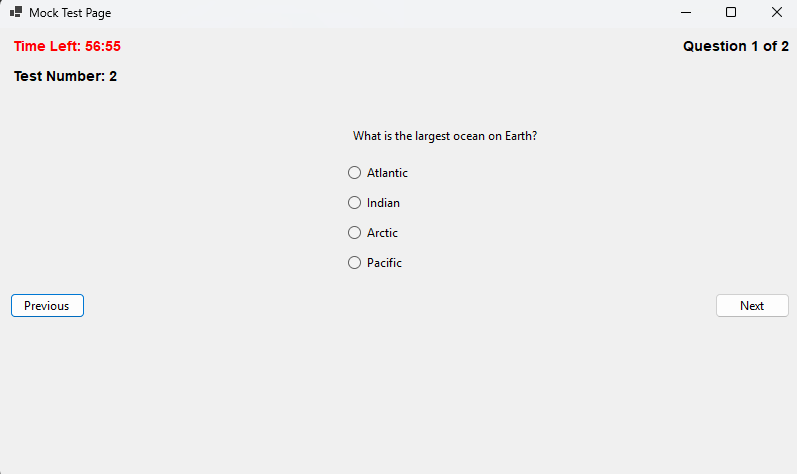 Mock Test Page
Time Left: 56:55
Question 1 of 2
Test Number: 2
What is the largest ocean on Earth?
Atlantic
Indian
Arctic
Pacific
Previous
Next